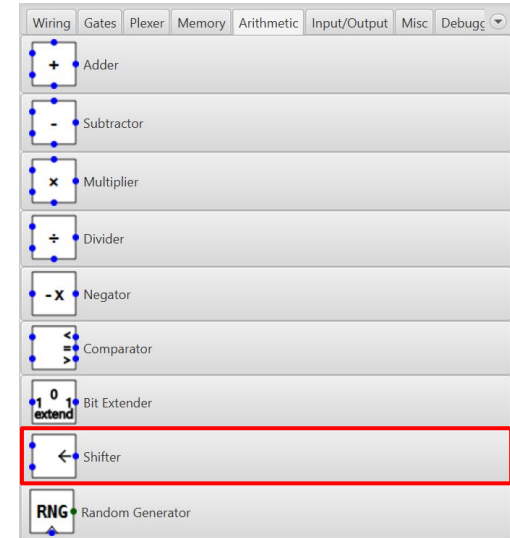 Wiring Gates Plexer Memory Arithmetic Input/Output Misc Debugg
+ Adder
- Subtractor
× Multiplier
÷ Divider
-X Negator
<
= Comparator
>
0
1 1 Bit Extender
extend
← Shifter
RNG Random Generator